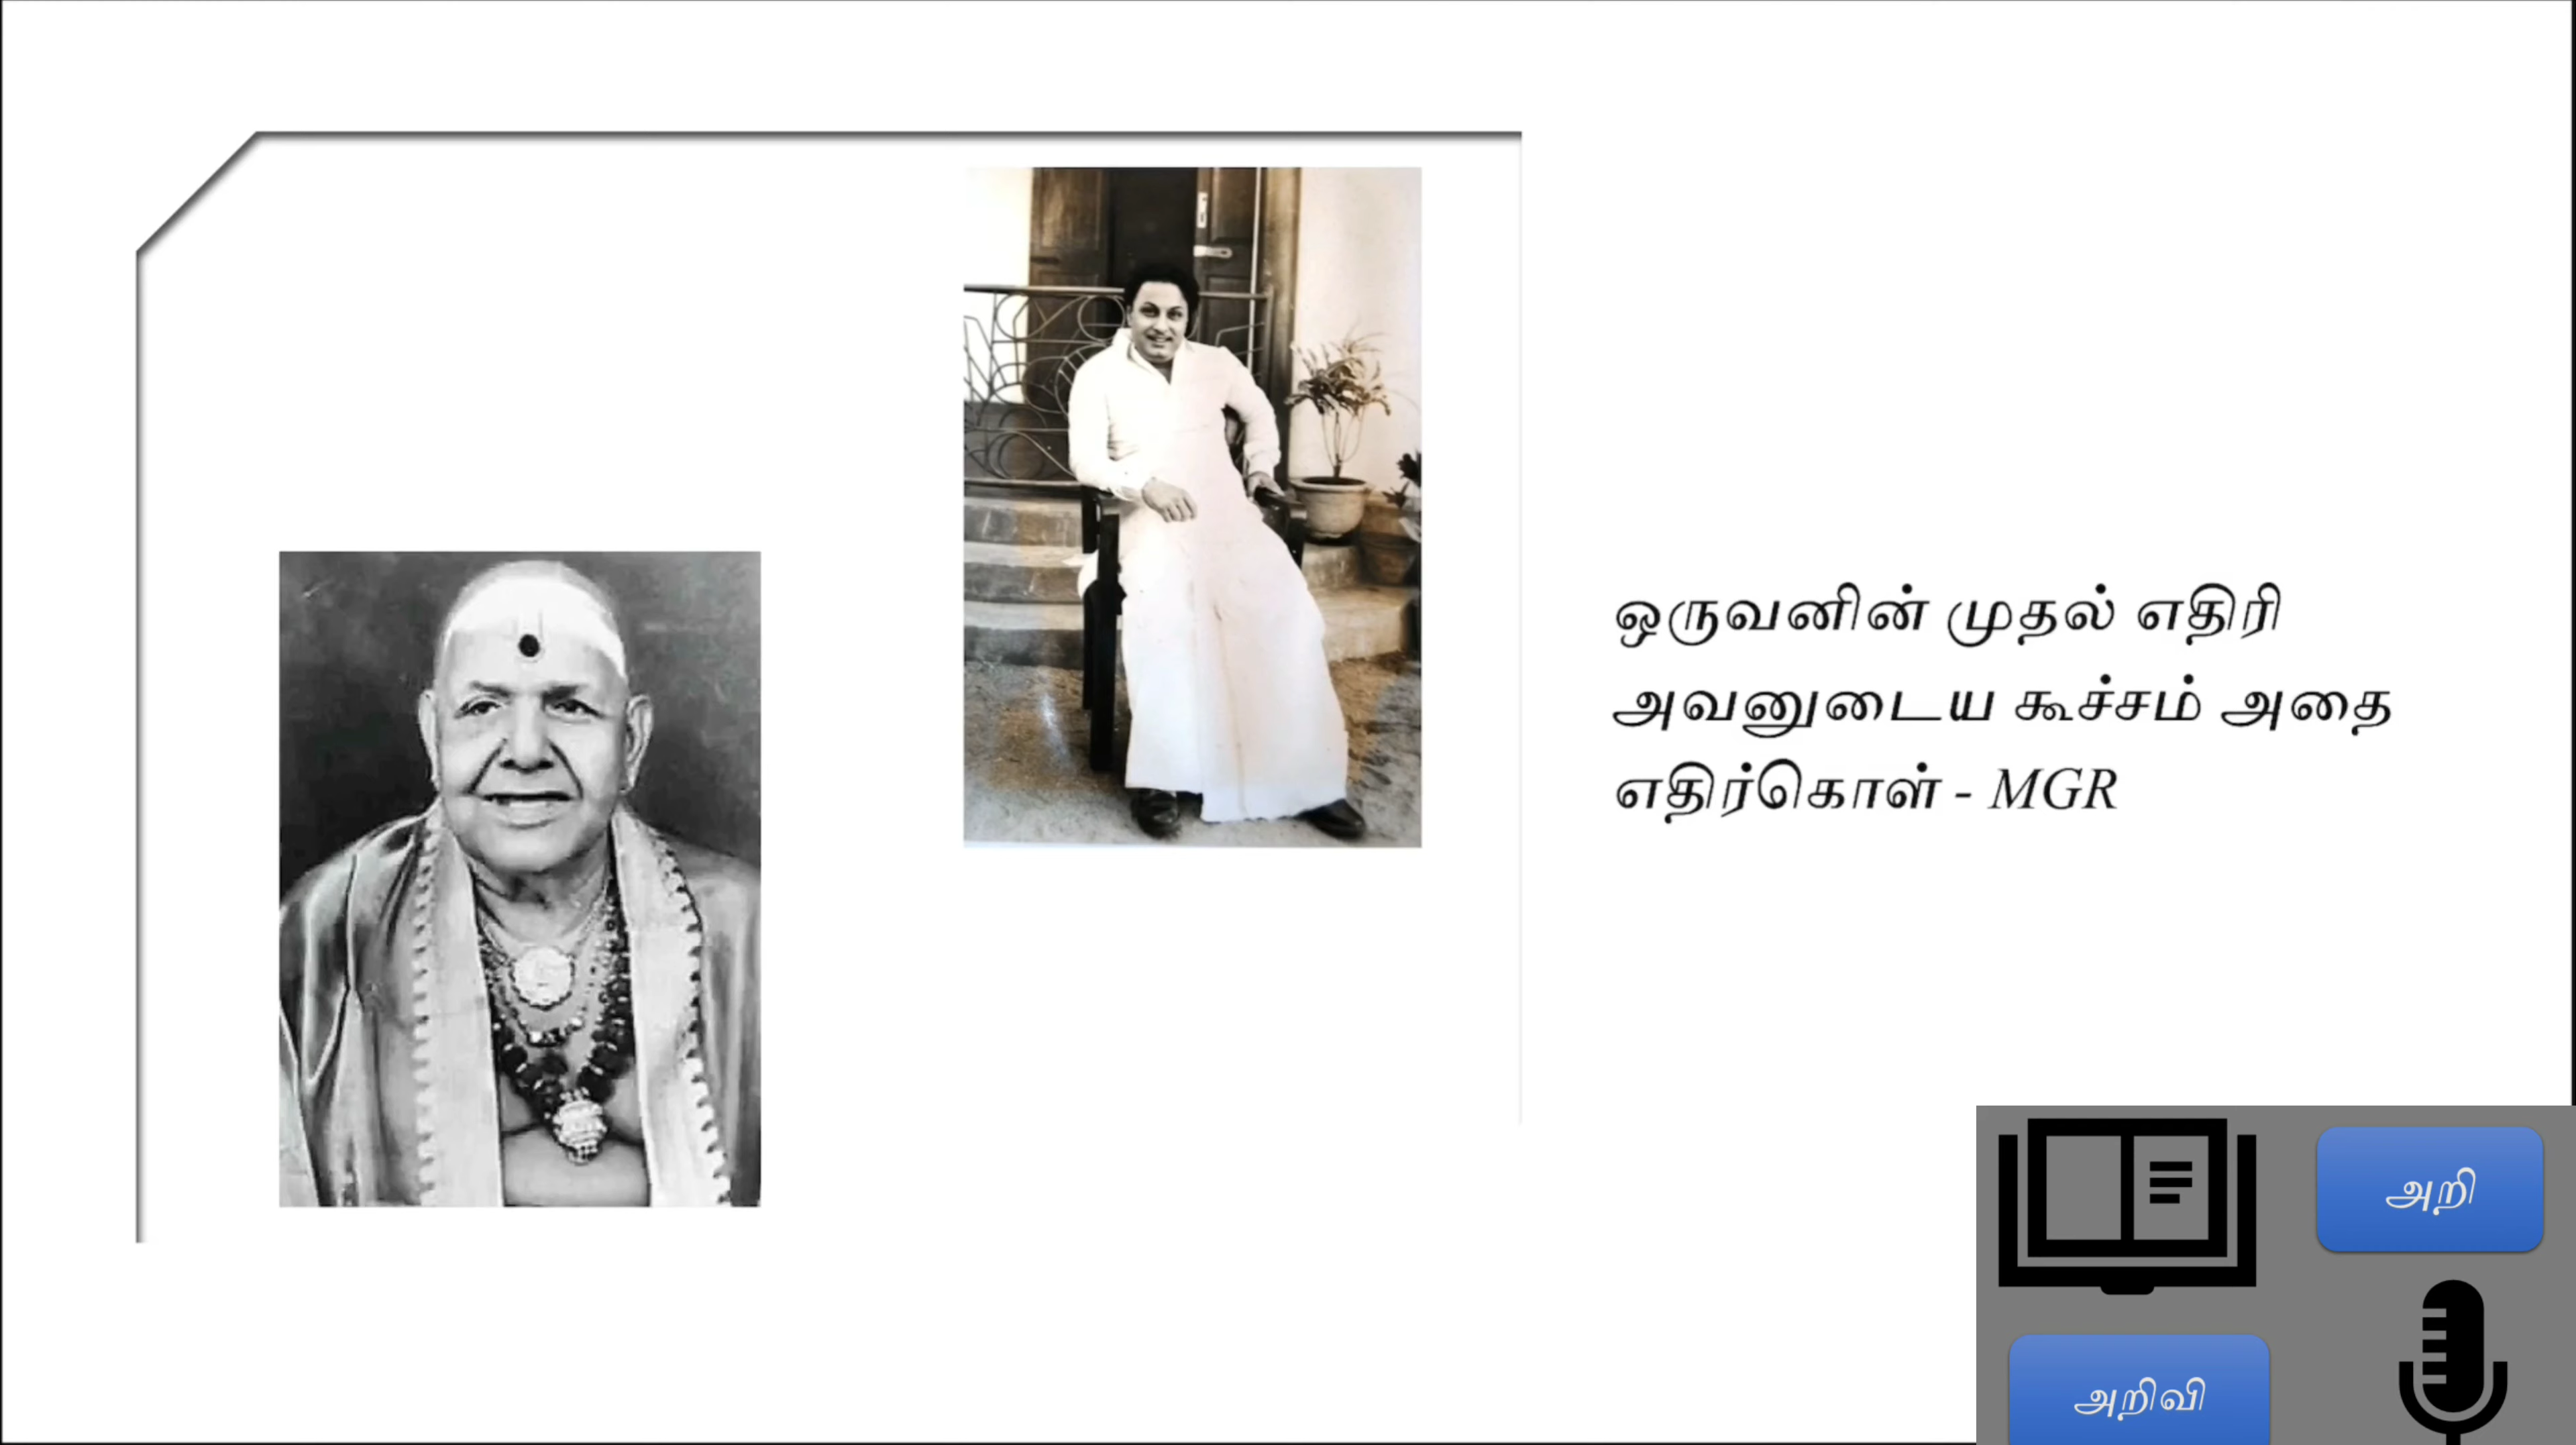 ஒருவனின் முதல் எதிரி
அவனுடைய கூச்சம் அதை
எதிர்கொள் - MGR
அறி
அறிவி